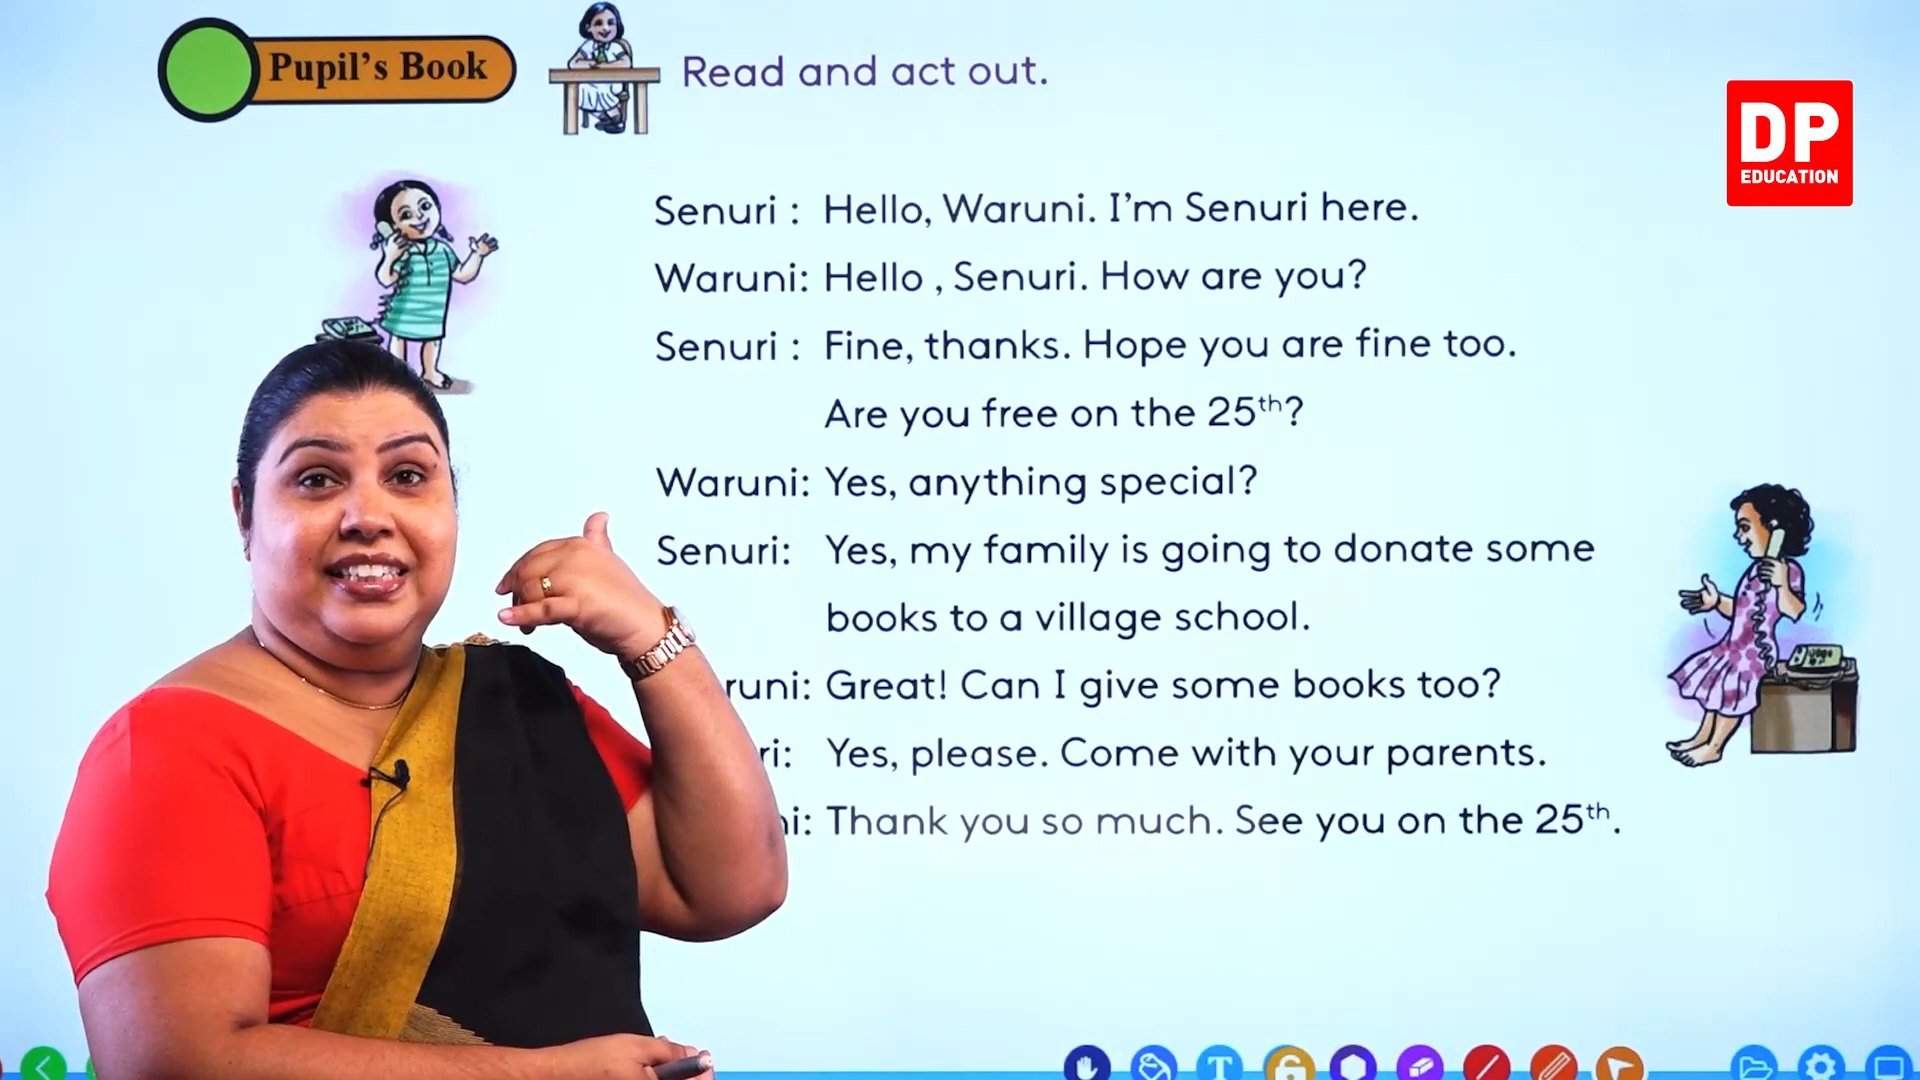 Pupil's Book
Read and act out.
DP
EDUCATION
Senuri : Hello, Waruni. I'm Senuri here.
Waruni: Hello , Senuri. How are you?
Senuri : Fine, thanks. Hope you are fine too.
Are you free on the 25th?
Waruni: Yes, anything special?
Senuri: Yes, my family is going to donate some
books to a village school.
runi: Great! Can I give some books too?
ri: Yes, please. Come with your parents.
ni: Thank you so much. See you on the 25th.